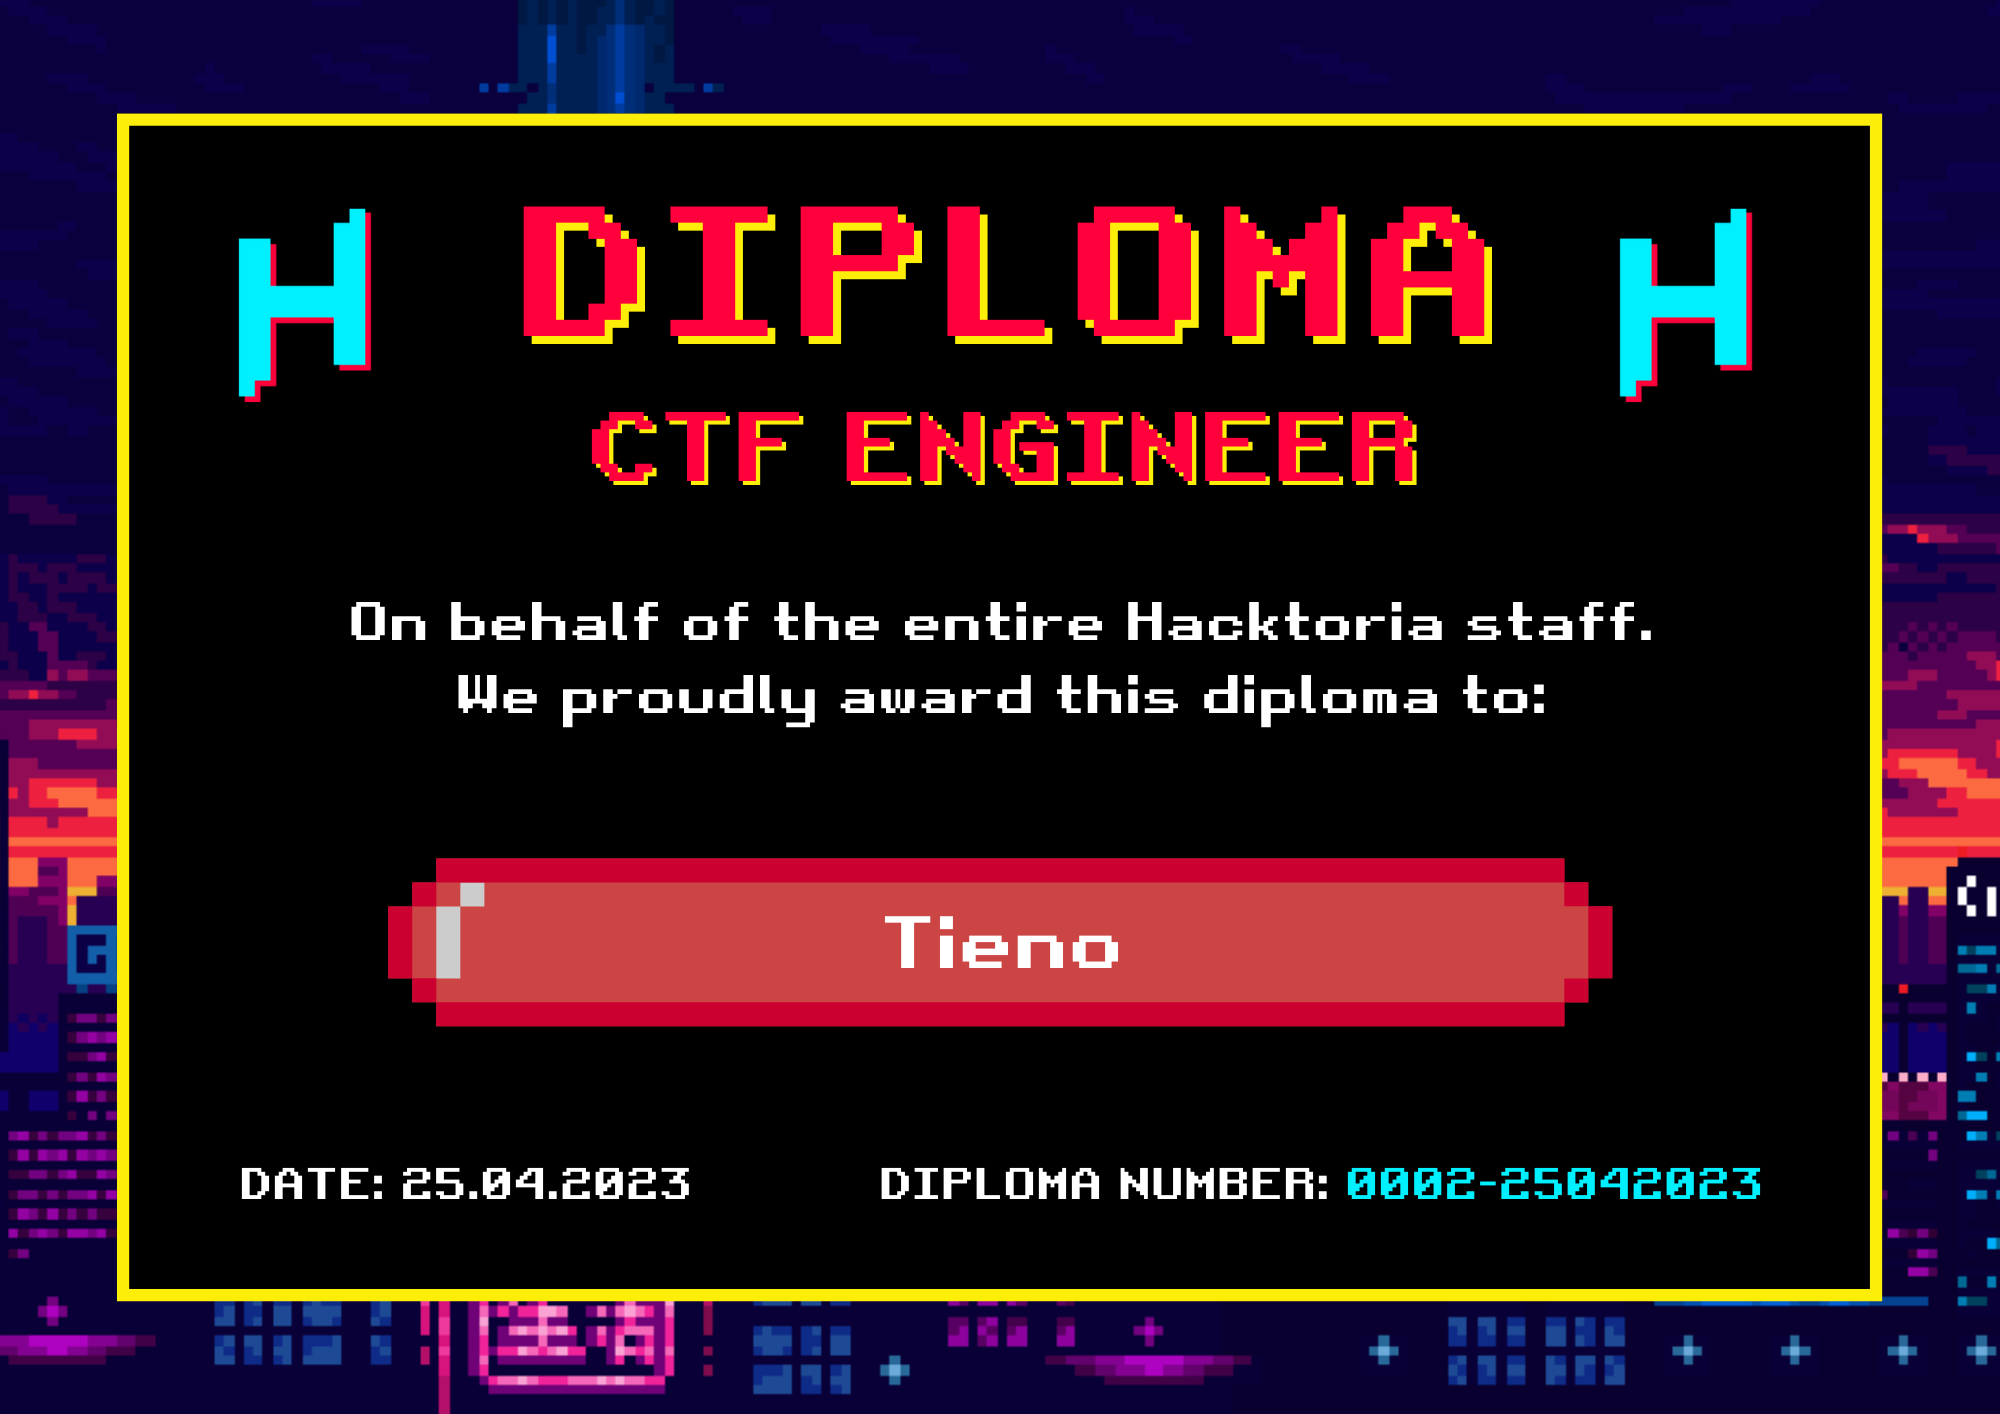 H DIPLOMA H
CTF ENGINEER
On behalf of the entire Hacktoria staff.
We proudly award this diploma to:
Tieno
DATE: 25.04.2023 DIPLOMA NUMBER: 0002-25042023